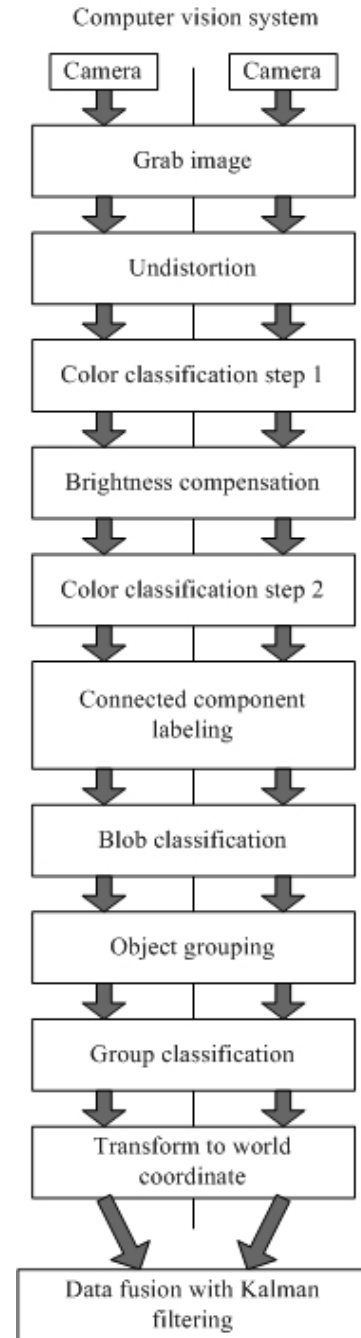 Computer vision system
Camera Camera
Grab image
Undistortion
Color classification step 1
Brightness compensation
Color classification step 2
Connected component
labeling
Blob classification
Object grouping
Group classification
Transform to world
coordinate
Data fusion with Kalman
filtering